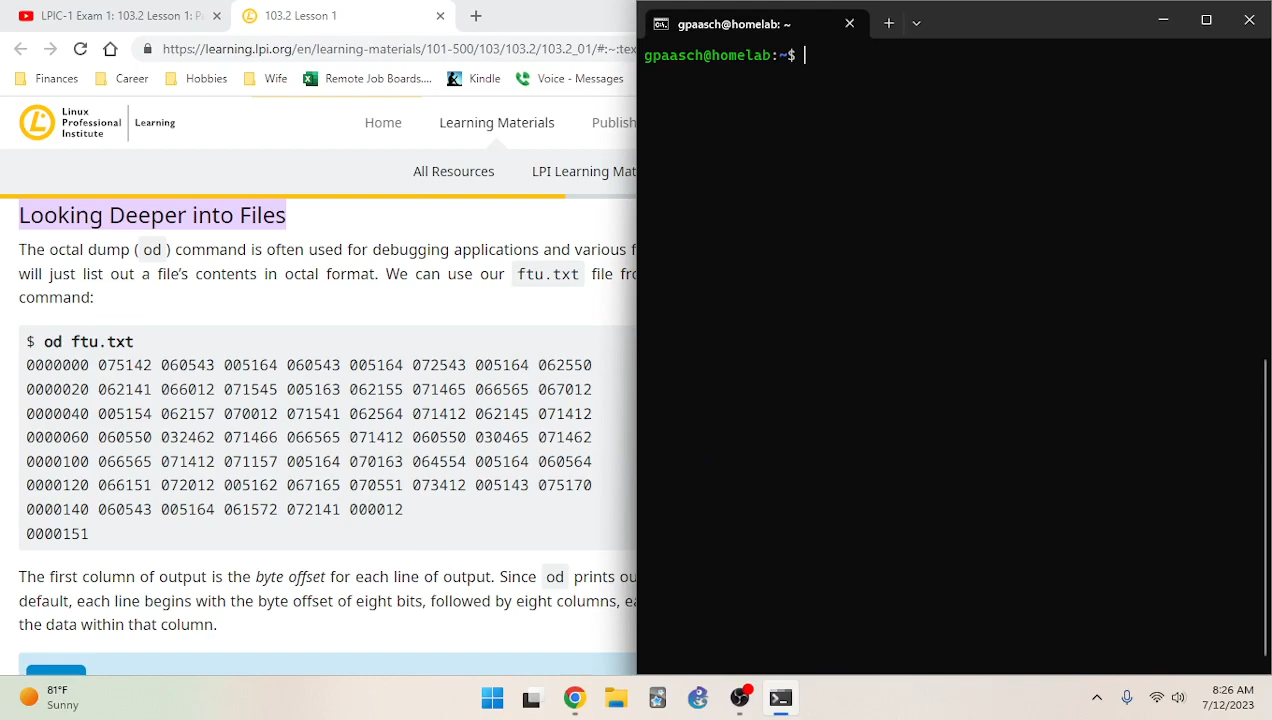 LPIC-1 Exam 1: 103.2 Lesson 1: P
103.2 Lesson 1
https://learning.lpi.org/en/learning-materials/101-500/103/103.2/103.2_01/#:~:tex
Finances Career Hobbies Wife Remote Job Boards.... Kindle Voice - Messages
Linux
Professional
Institute
Learning
Home Learning Materials Publish
All Resources LPI Learning Mat
Looking Deeper into Files
The octal dump ( od ) command is often used for debugging applications and various f
will just list out a file’s contents in octal format. We can use our ftu.txt file fro
command:
$ od ftu.txt
0000000 075142 060543 005164 060543 005164 072543 005164 062550
0000020 062141 066012 071545 005163 062155 071465 066565 067012
0000040 005154 062157 070012 071541 062564 071412 062145 071412
0000060 060550 032462 071466 066565 071412 060550 030465 071462
0000100 066565 071412 071157 005164 070163 064554 005164 060564
0000120 066151 072012 005162 067165 070551 073412 005143 075170
0000140 060543 005164 061572 072141 000012
0000151
The first column of output is the byte offset for each line of output. Since od prints ou
default, each line begins with the byte offset of eight bits, followed by eight columns, ea
the data within that column.
gpaasch@homelab: ~
gpaasch@homelab:~$
81°F
Sunny
8:26 AM
7/12/2023